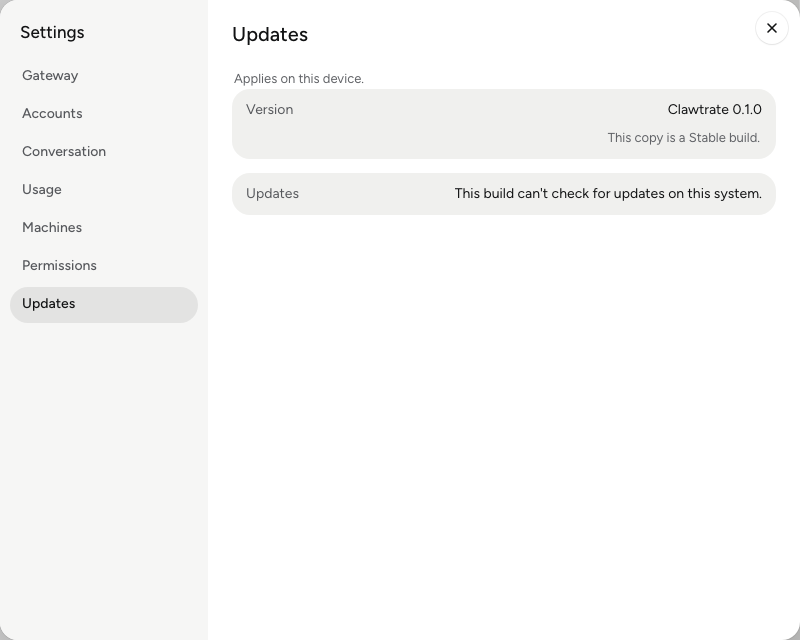 Settings
Gateway
Accounts
Conversation
Usage
Machines
Permissions
Updates
Updates
Applies on this device.
Version Clawtrate 0.1.0
This copy is a Stable build.
Updates This build can't check for updates on this system.